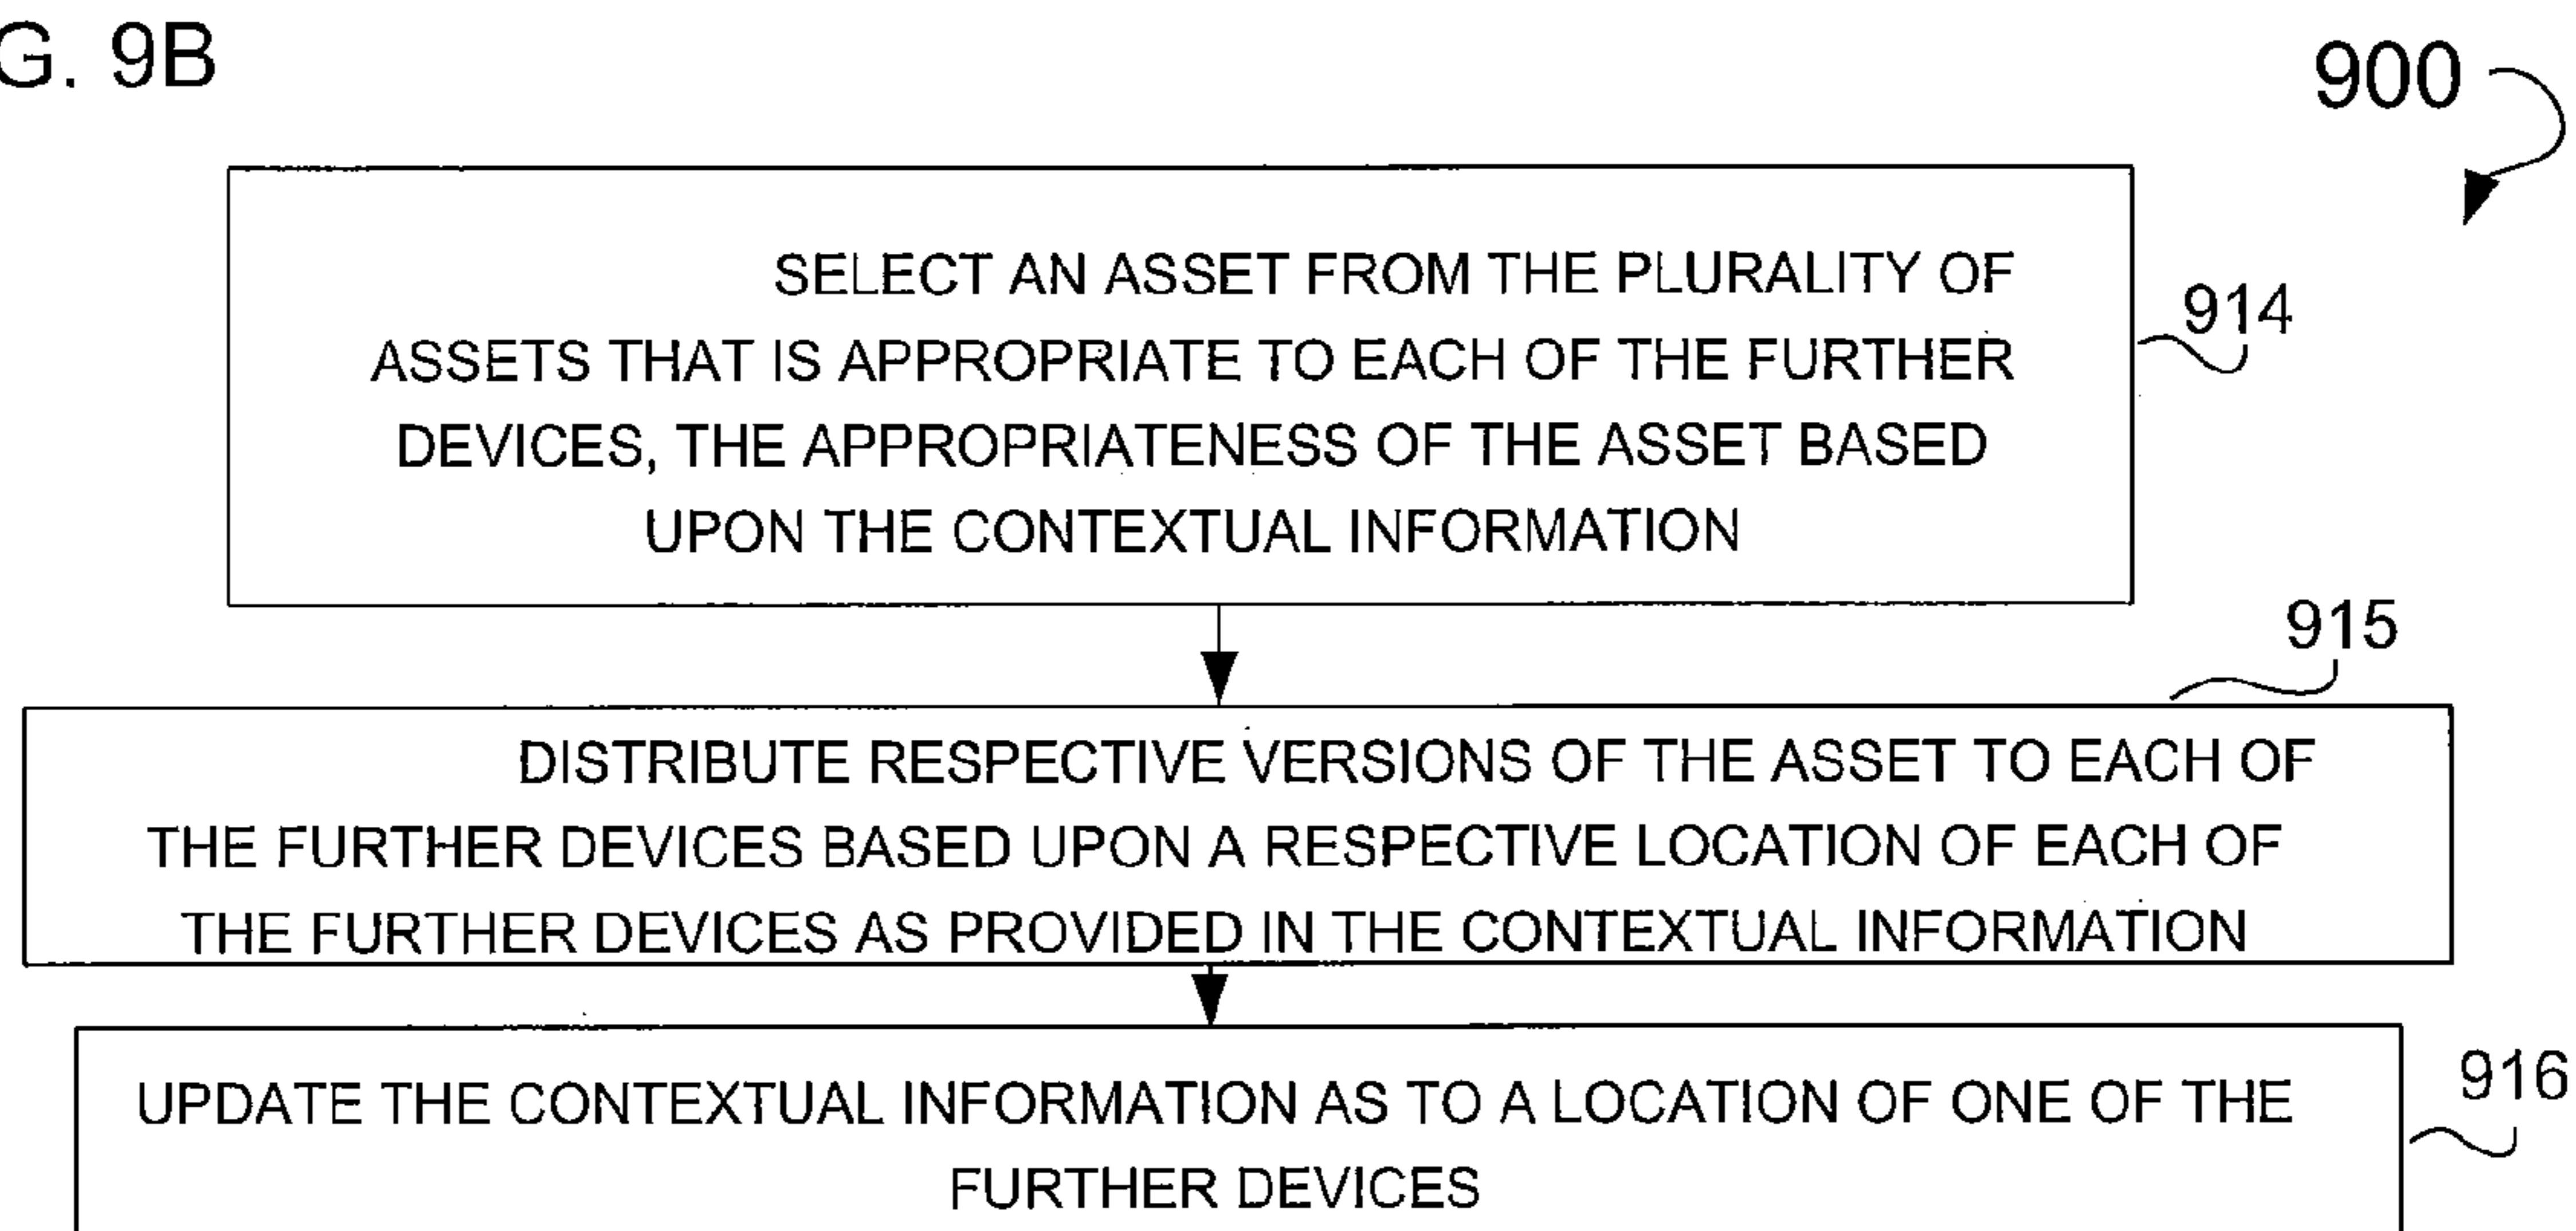 G. 9B
900
SELECT AN ASSET FROM THE PLURALITY OF
ASSETS THAT IS APPROPRIATE TO EACH OF THE FURTHER
DEVICES, THE APPROPRIATENESS OF THE ASSET BASED
UPON THE CONTEXTUAL INFORMATION
914
915
DISTRIBUTE RESPECTIVE VERSIONS OF THE ASSET TO EACH OF
THE FURTHER DEVICES BASED UPON A RESPECTIVE LOCATION OF EACH OF
THE FURTHER DEVICES AS PROVIDED IN THE CONTEXTUAL INFORMATION
UPDATE THE CONTEXTUAL INFORMATION AS TO A LOCATION OF ONE OF THE
FURTHER DEVICES
916